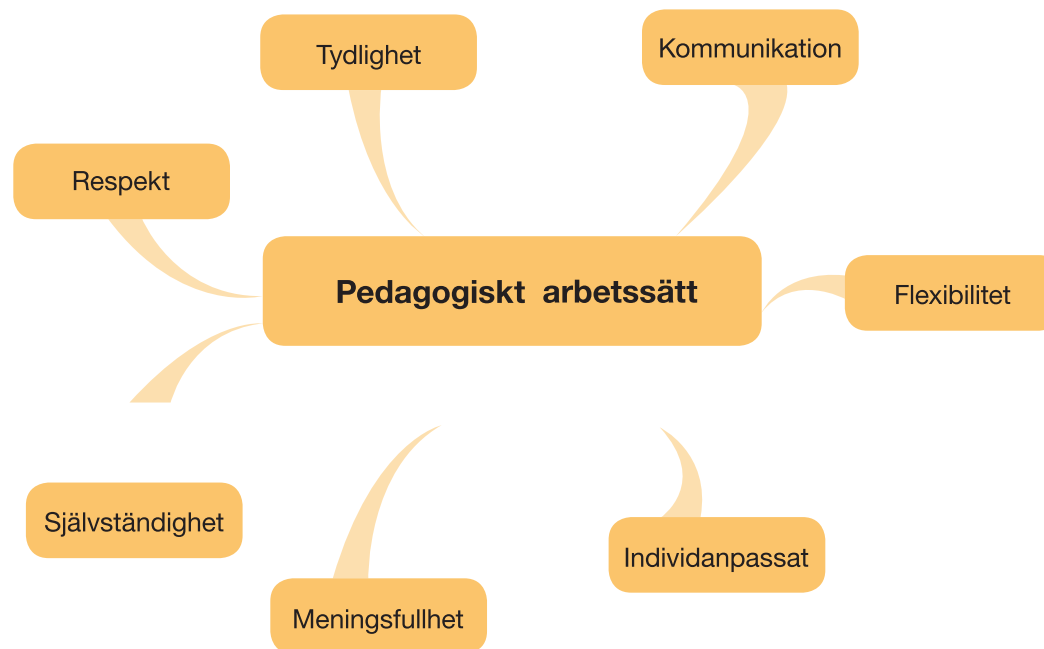 Tydlighet
Kommunikation
Respekt
Pedagogiskt arbetssätt
Flexibilitet
Självständighet
Individanpassat
Meningsfullhet